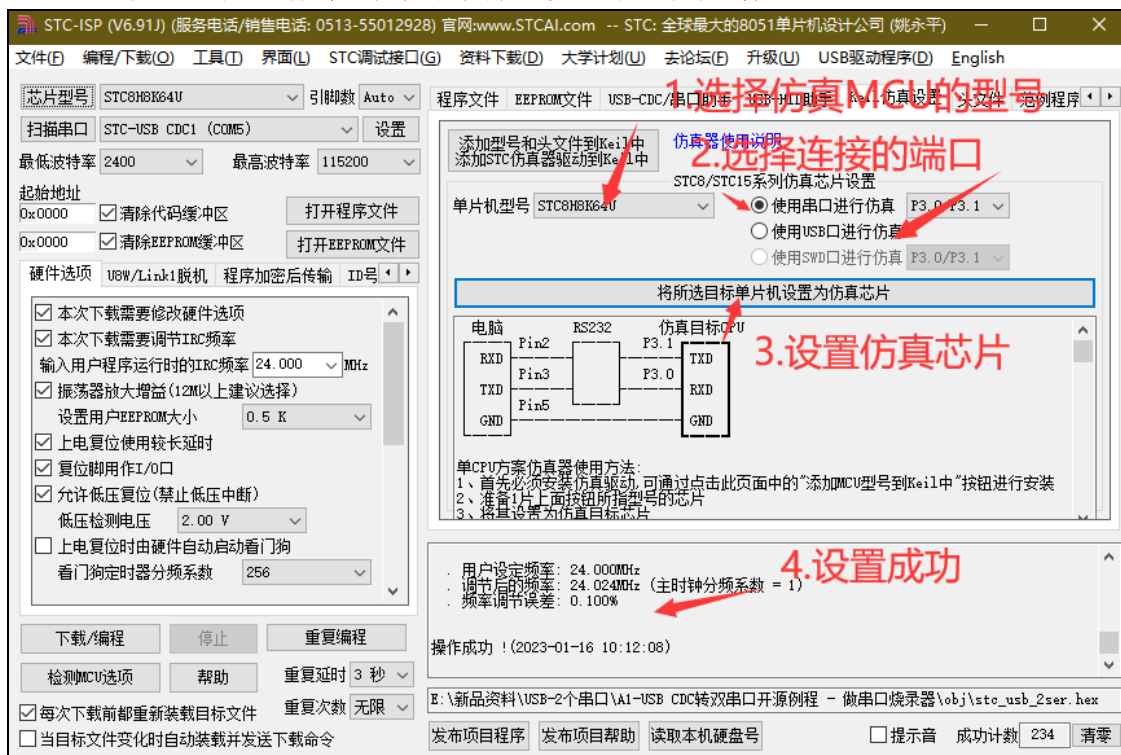 STC-ISP (V6.91J) (服务电话/销售电话: 0513-55012928) 官网:www.STCAI.com -- STC: 全球最大的8051单片机设计公司 (姚永平)
文件(F) 编程/下载(O) 工具(T) 界面(L) STC调试接口(G) 资料下载(D) 大学计划(U) 去论坛(F) 升级(U) USB驱动程序(D) English
芯片型号 STC8H8K64U 引脚数 Auto
扫描串口 STC-USB CDC1 (COM5) 设置
最低波特率 2400 最高波特率 115200
起始地址
0x0000 清除代码缓冲区 打开程序文件
0x0000 清除EEPROM缓冲区 打开EEPROM文件
硬件选项 U8W/Link1脱机 程序加密后传输 ID号
本次下载需要修改硬件选项
本次下载需要调节IRC频率
输入用户程序运行时的IRC频率 24.000 MHz
振荡器放大增益(12M以上建议选择)
设置用户EEPROM大小 0.5 K
上电复位使用较长延时
复位脚用作I/O口
允许低压复位(禁止低压中断)
低压检测电压 2.00 V
上电复位时由硬件自动启动看门狗
看门狗定时器分频系数 256
下载/编程 停止 重复编程
检测MCU选项 帮助 重复延时 3 秒
每次下载前都重新装载目标文件 重复次数 无限
当目标文件变化时自动装载并发送下载命令
程序文件 EEPROM文件 USB-CDC/串口助手 USB-HID助手 Keil仿真设置 头文件 范例程序
1.选择仿真MCU的型号
添加型号和头文件到Keil中
添加STC仿真器驱动到Keil中
仿真器使用说明
2.选择连接的端口
STC8/STC15系列仿真芯片设置
单片机型号 STC8H8K64U 使用串口进行仿真 P3.0/P3.1
使用USB口进行仿真
使用SWD口进行仿真 P3.0/P3.1
将所选目标单片机设置为仿真芯片
电脑 RS232 仿真目标CPU
Pin2 P3.1
RXD TXD
Pin3 P3.0
TXD RXD
Pin5
GND GND
3.设置仿真芯片
单CPU方案仿真器使用方法:
1、首先必须安装仿真驱动,可通过点击此页面中的"添加MCU型号到Keil中"按钮进行安装
2、准备1片上面按钮所指型号的芯片
3、将其设置为仿真目标芯片
. 用户设定频率: 24.000MHz
. 调节后的频率: 24.024MHz (主时钟分频系数 = 1)
. 频率调节误差: 0.100%
4.设置成功
操作成功 !(2023-01-16 10:12:08)
E:\新品资料\USB-2个串口\A1-USB CDC转双串口开源例程 - 做串口烧录器\obj\stc_usb_2ser.hex
发布项目程序 发布项目帮助 读取本机硬盘号 提示音 成功计数 234 清零